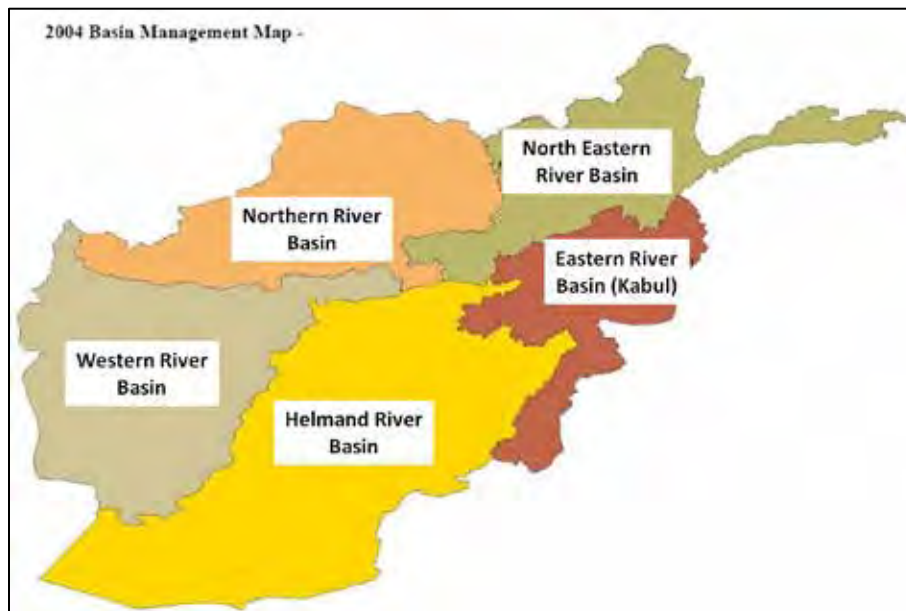 2004 Basin Management Map -
North Eastern
River Basin
Northern River
Basin
Eastern River
Basin (Kabul)
Western River
Basin
Helmand River
Basin